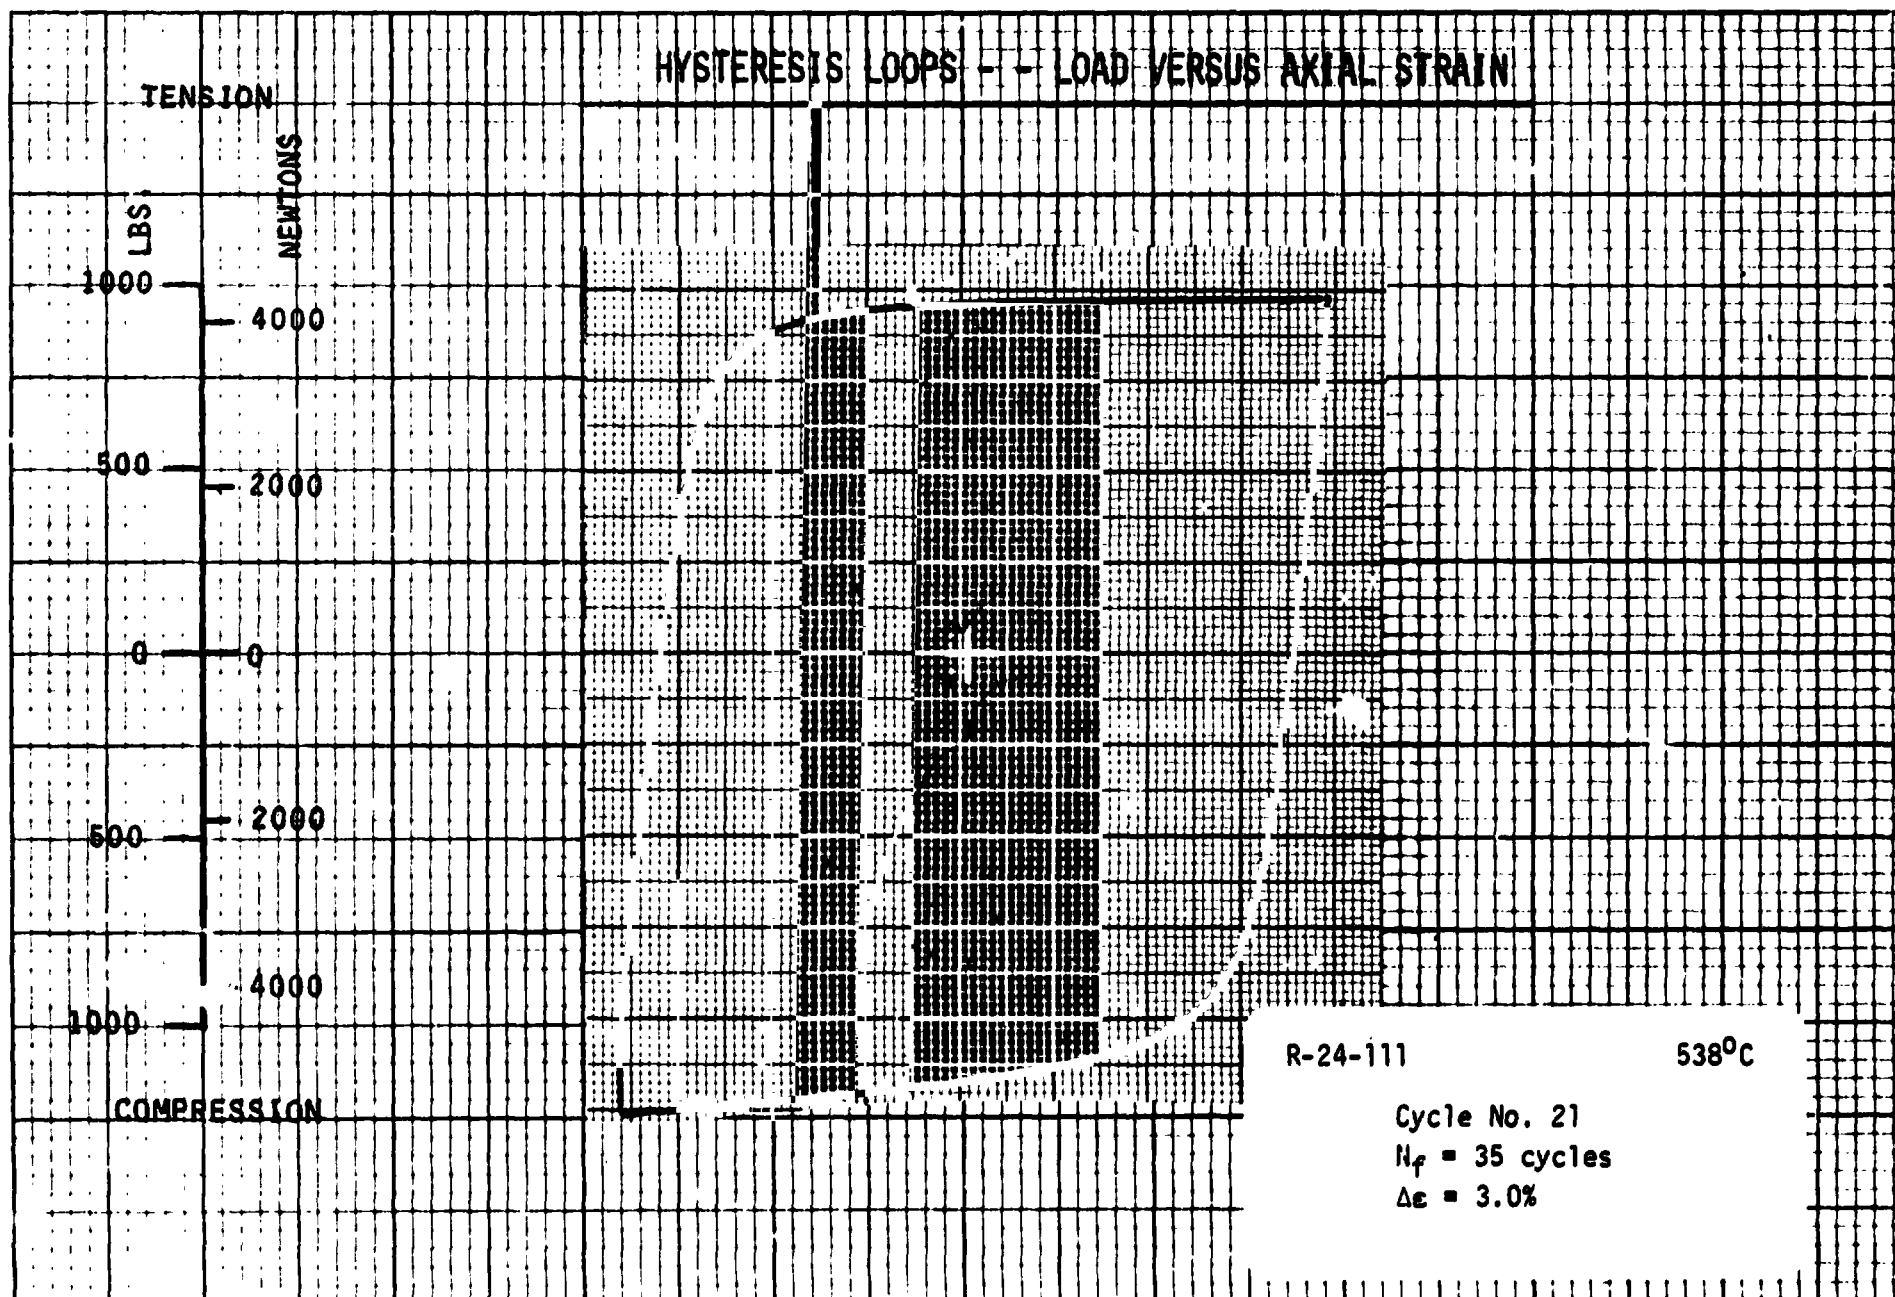 HYSTERESIS LOOPS - - LOAD VERSUS AXIAL STRAIN
TENSION
LBS
NEWTONS
1000
4000
500
2000
0
0
2000
500
4000
1000
COMPRESSION
R-24-111 538°C
Cycle No. 21
Nf = 35 cycles
Δε = 3.0%